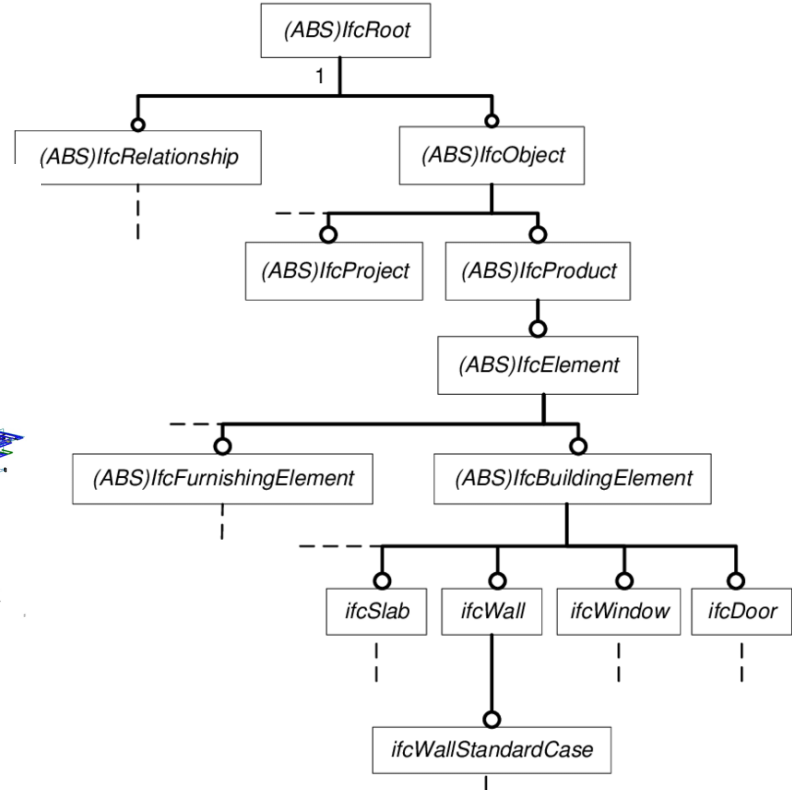 (ABS)IfcRoot
1
(ABS)IfcRelationship
(ABS)IfcObject
(ABS)IfcProject
(ABS)IfcProduct
(ABS)IfcElement
(ABS)IfcFurnishingElement
(ABS)IfcBuildingElement
ifcSlab
ifcWall
ifcWindow
ifcDoor
ifcWallStandardCase